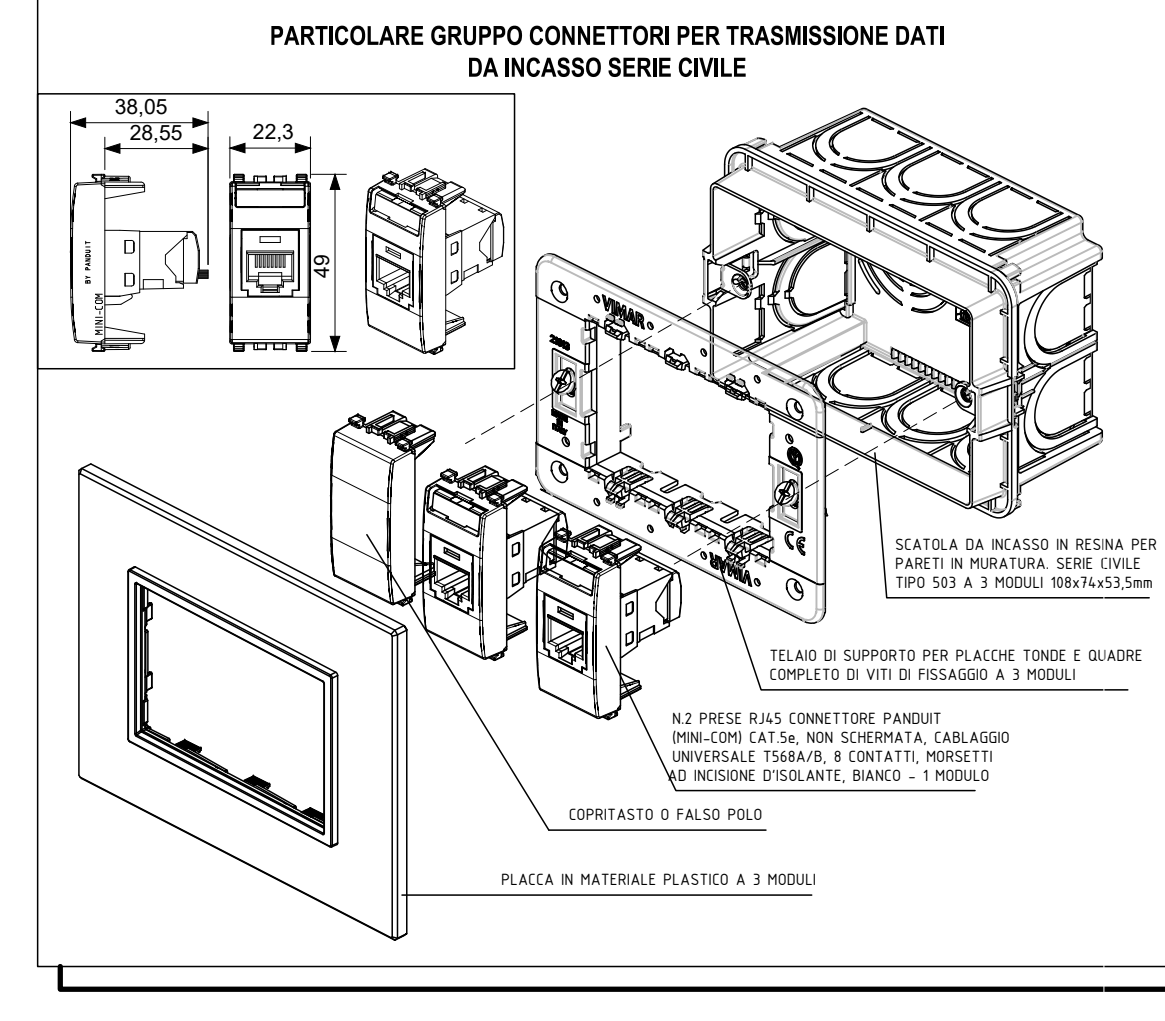 PARTICOLARE GRUPPO CONNETTORI PER TRASMISSIONE DATI
DA INCASSO SERIE CIVILE
38,05
28,55
22,3
49
BY PANDUIT
MINI-COM
VIMAR
VIMAR
CE
SCATOLA DA INCASSO IN RESINA PER
PARETI IN MURATURA. SERIE CIVILE
TIPO 503 A 3 MODULI 108x74x53,5mm
TELAIO DI SUPPORTO PER PLACCHE TONDE E QUADRE
COMPLETO DI VITI DI FISSAGGIO A 3 MODULI
N.2 PRESE RJ45 CONNETTORE PANDUIT
(MINI-COM) CAT.5e, NON SCHERMATA, CABLAGGIO
UNIVERSALE T568A/B, 8 CONTATTI, MORSETTI
AD INCISIONE D'ISOLANTE, BIANCO - 1 MODULO
COPRITASTO O FALSO POLO
PLACCA IN MATERIALE PLASTICO A 3 MODULI